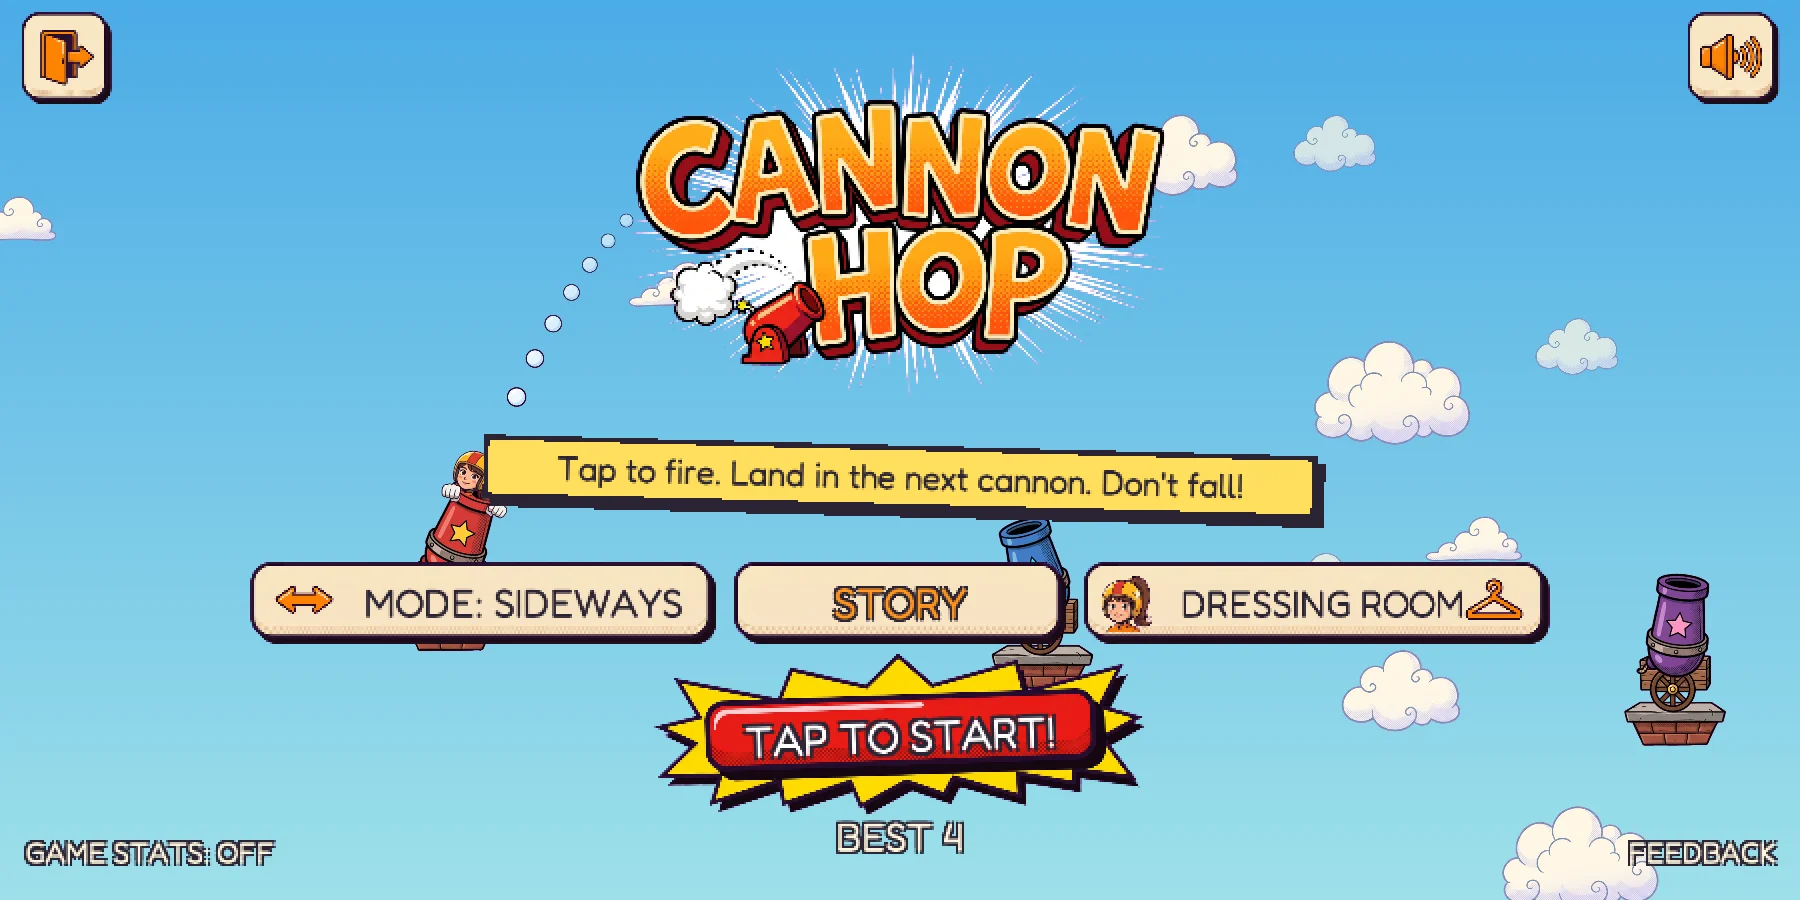 CANNON
HOP
Tap to fire. Land in the next cannon. Don't fall!
MODE: SIDEWAYS
STORY
DRESSING ROOM
TAP TO START!
BEST 4
GAME STATS: OFF
FEEDBACK